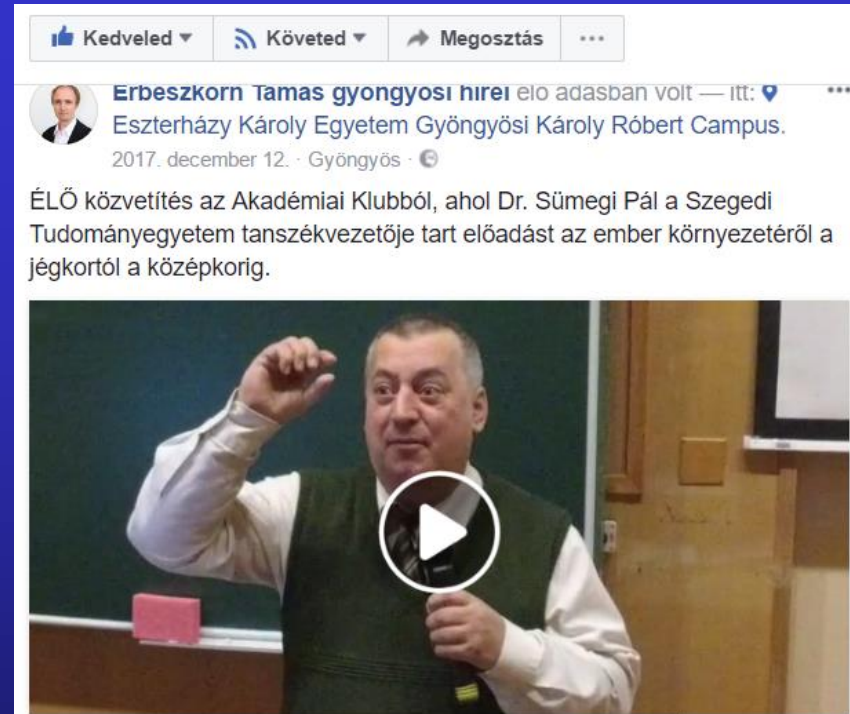 Kedveled Követed Megosztás ...
Erbeszkorn Tamás gyöngyösi hírei élő adásban volt — itt:
Eszterházy Károly Egyetem Gyöngyösi Károly Róbert Campus.
2017. december 12. · Gyöngyös ·
ÉLŐ közvetítés az Akadémiai Klubból, ahol Dr. Sümegi Pál a Szegedi
Tudományegyetem tanszékvezetője tart előadást az ember környezetéről a
jégkortól a középkorig.